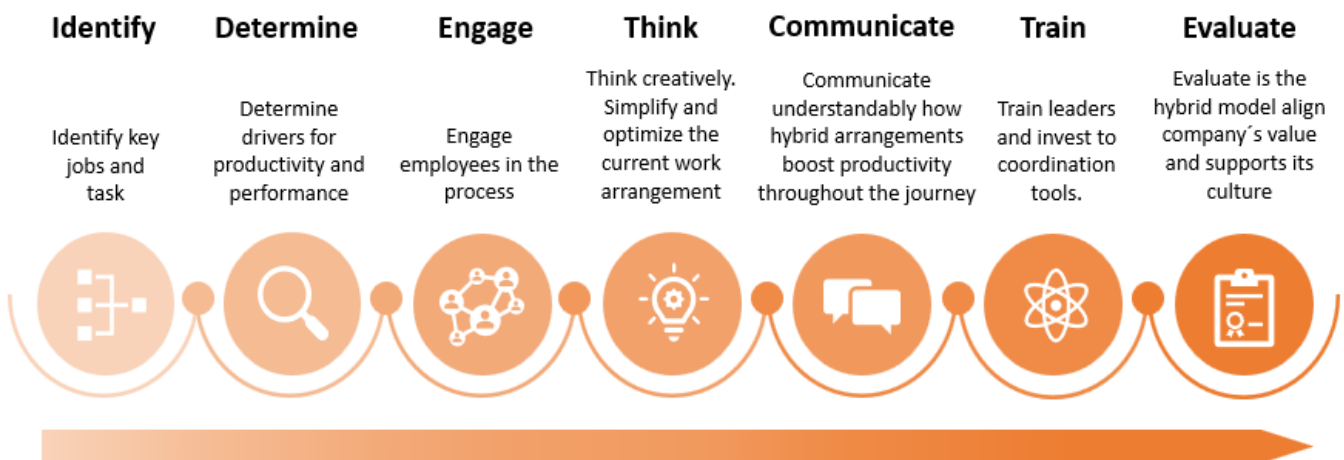 Identify
Identify key
jobs and
task
Determine
Determine
drivers for
productivity and
performance
Engage
Engage
employees in the
process
Think
Think creatively.
Simplify and
optimize the
current work
arrangement
Communicate
Communicate
understandably how
hybrid arrangements
boost productivity
throughout the journey
Train
Train leaders
and invest to
coordination
tools.
Evaluate
Evaluate is the
hybrid model align
company´s value
and supports its
culture